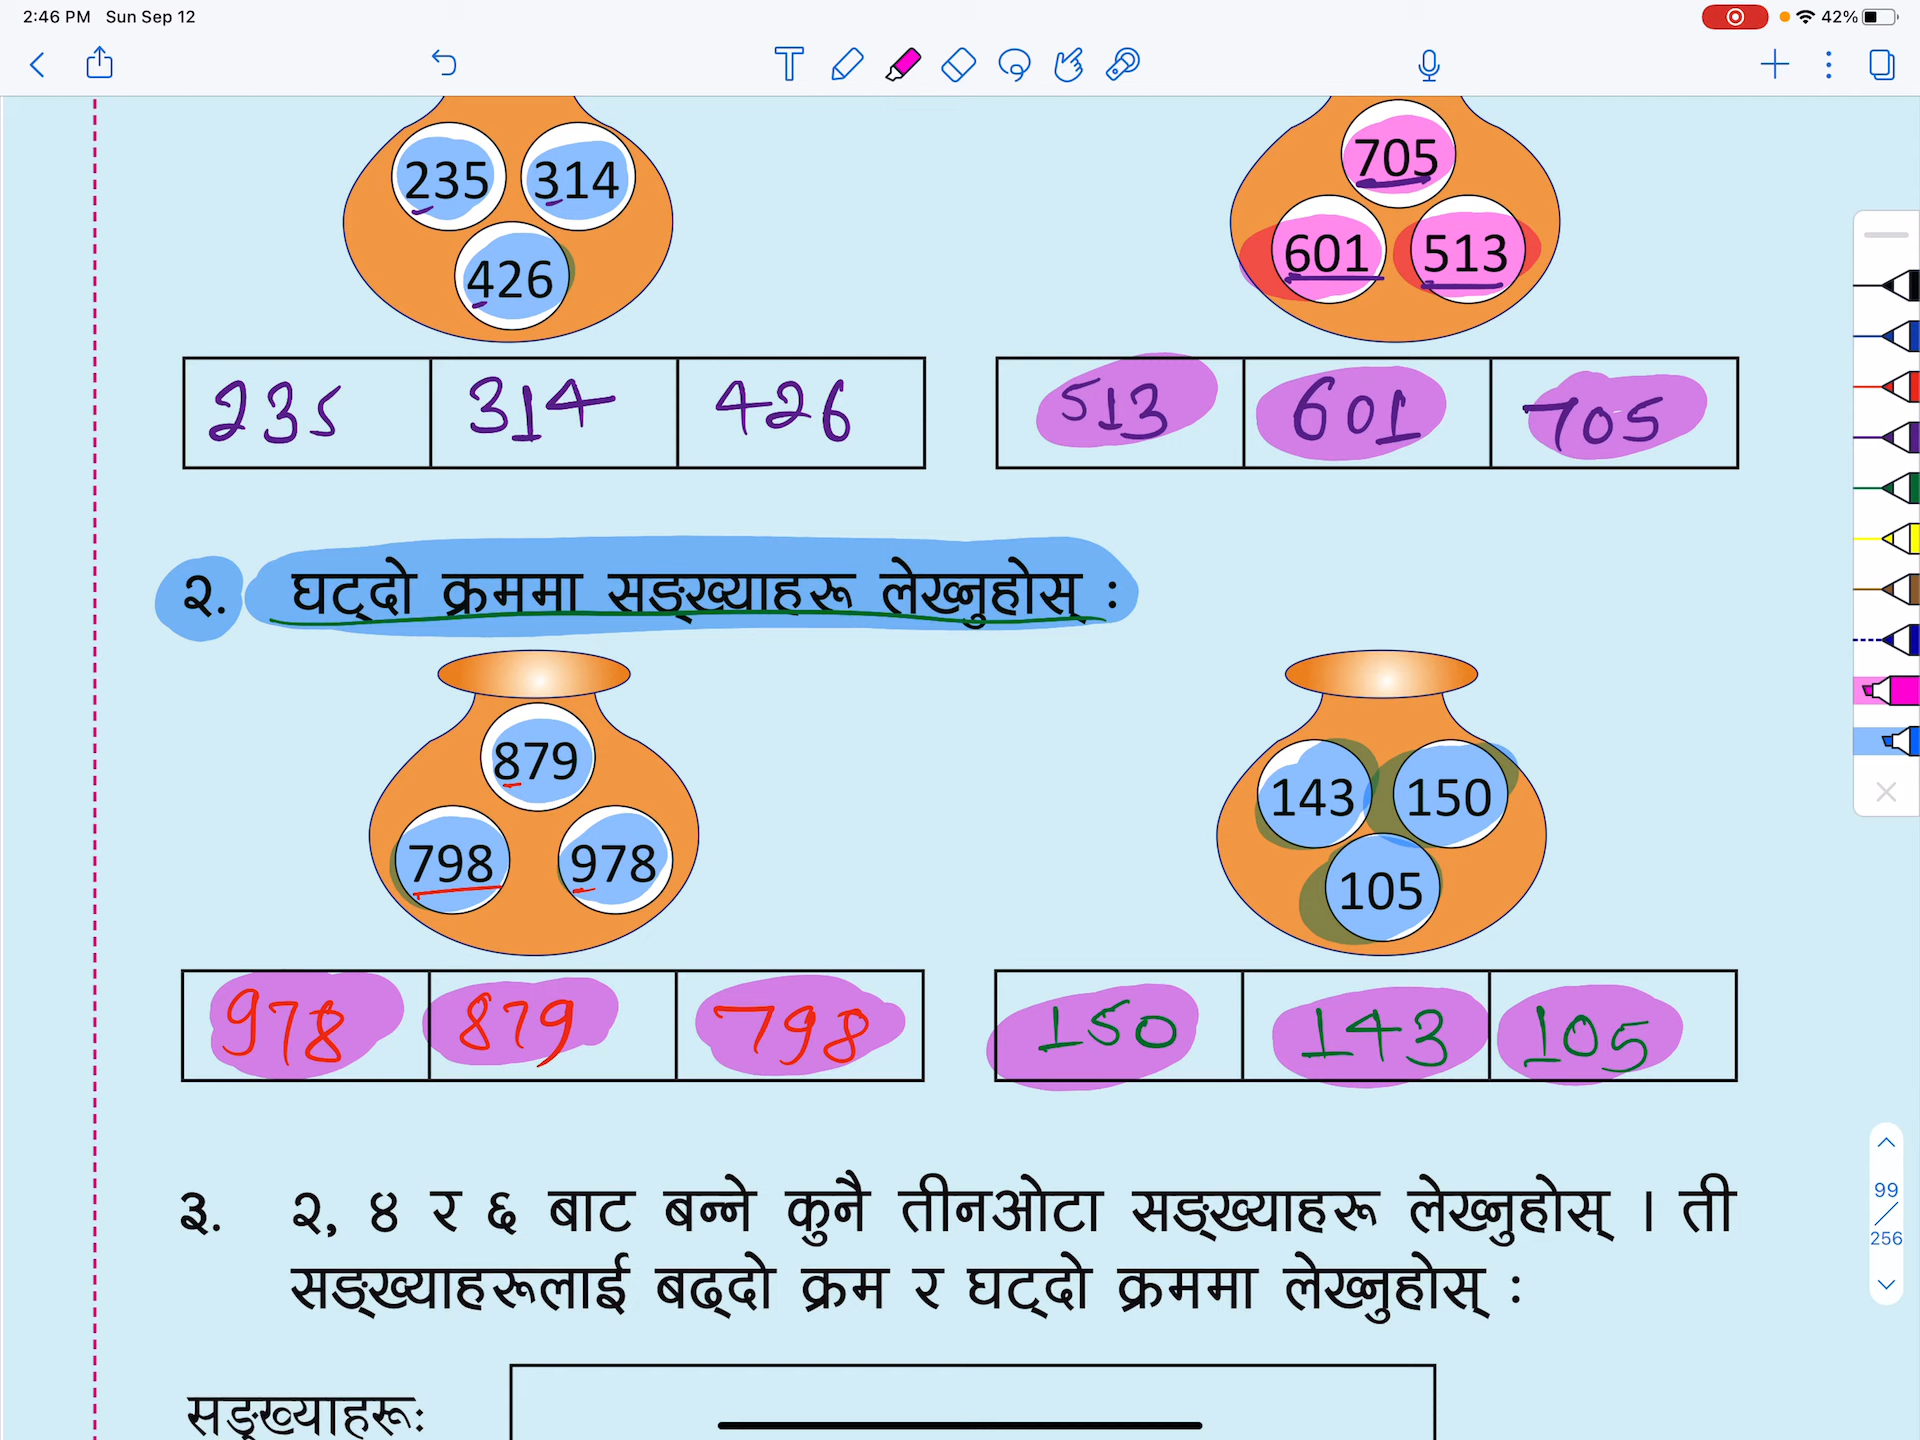 2:46 PM Sun Sep 12
42%
235 314
426
705
601 513
235 314 426
513 601 705
२. घट्दो क्रममा सङ्ख्याहरू लेख्नुहोस् :
879
798 978
143 150
105
978 879 798
150 143 105
३. २, ४ र ६ बाट बन्ने कुनै तीनओटा सङ्ख्याहरू लेख्नुहोस् । ती
सङ्ख्याहरूलाई बढ्दो क्रम र घट्दो क्रममा लेख्नुहोस् :
सङ्ख्याहरू:
99
/
256